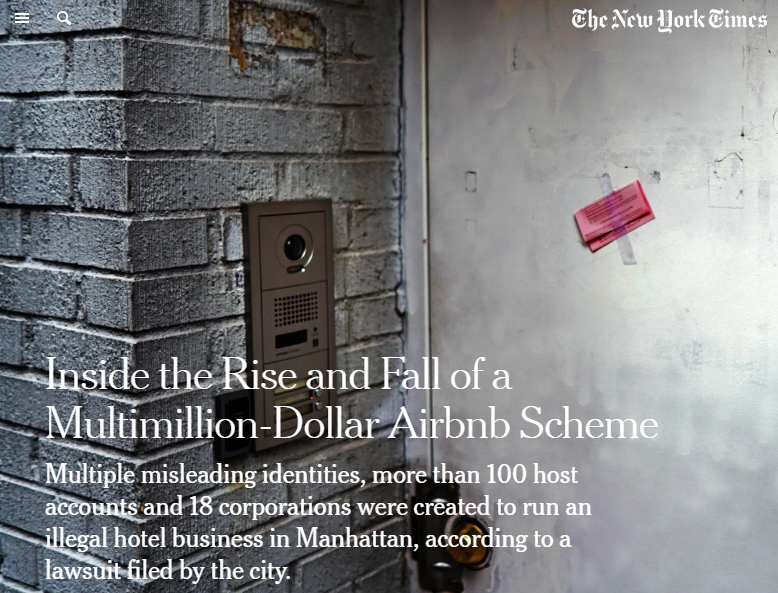 The New York Times
Inside the Rise and Fall of a
Multimillion-Dollar Airbnb Scheme
Multiple misleading identities, more than 100 host
accounts and 18 corporations were created to run an
illegal hotel business in Manhattan, according to a
lawsuit filed by the city.